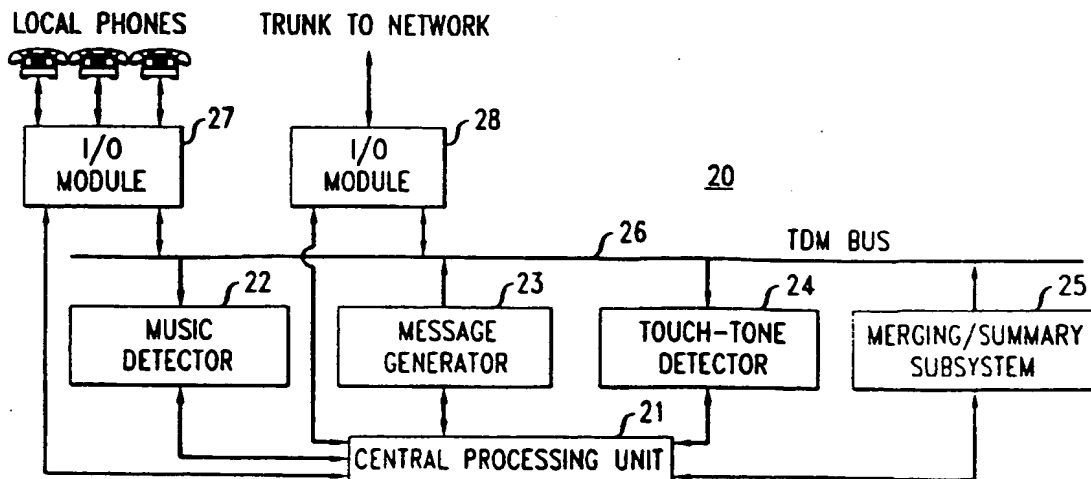 LOCAL PHONES
TRUNK TO NETWORK
27
28
I/O
MODULE
I/O
MODULE
20
26
TDM BUS
22
23
24
25
MUSIC
DETECTOR
MESSAGE
GENERATOR
TOUCH-TONE
DETECTOR
MERGING/SUMMARY
SUBSYSTEM
21
CENTRAL PROCESSING UNIT